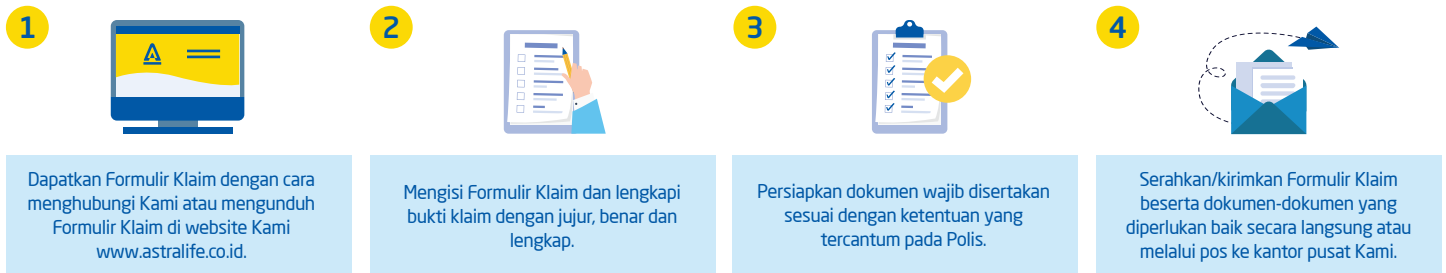 1
Dapatkan Formulir Klaim dengan cara
menghubungi Kami atau mengunduh
Formulir Klaim di website Kami
www.astralife.co.id.
2
Mengisi Formulir Klaim dan lengkapi
bukti klaim dengan jujur, benar dan
lengkap.
3
Persiapkan dokumen wajib disertakan
sesuai dengan ketentuan yang
tercantum pada Polis.
4
Serahkan/kirimkan Formulir Klaim
beserta dokumen-dokumen yang
diperlukan baik secara langsung atau
melalui pos ke kantor pusat Kami.